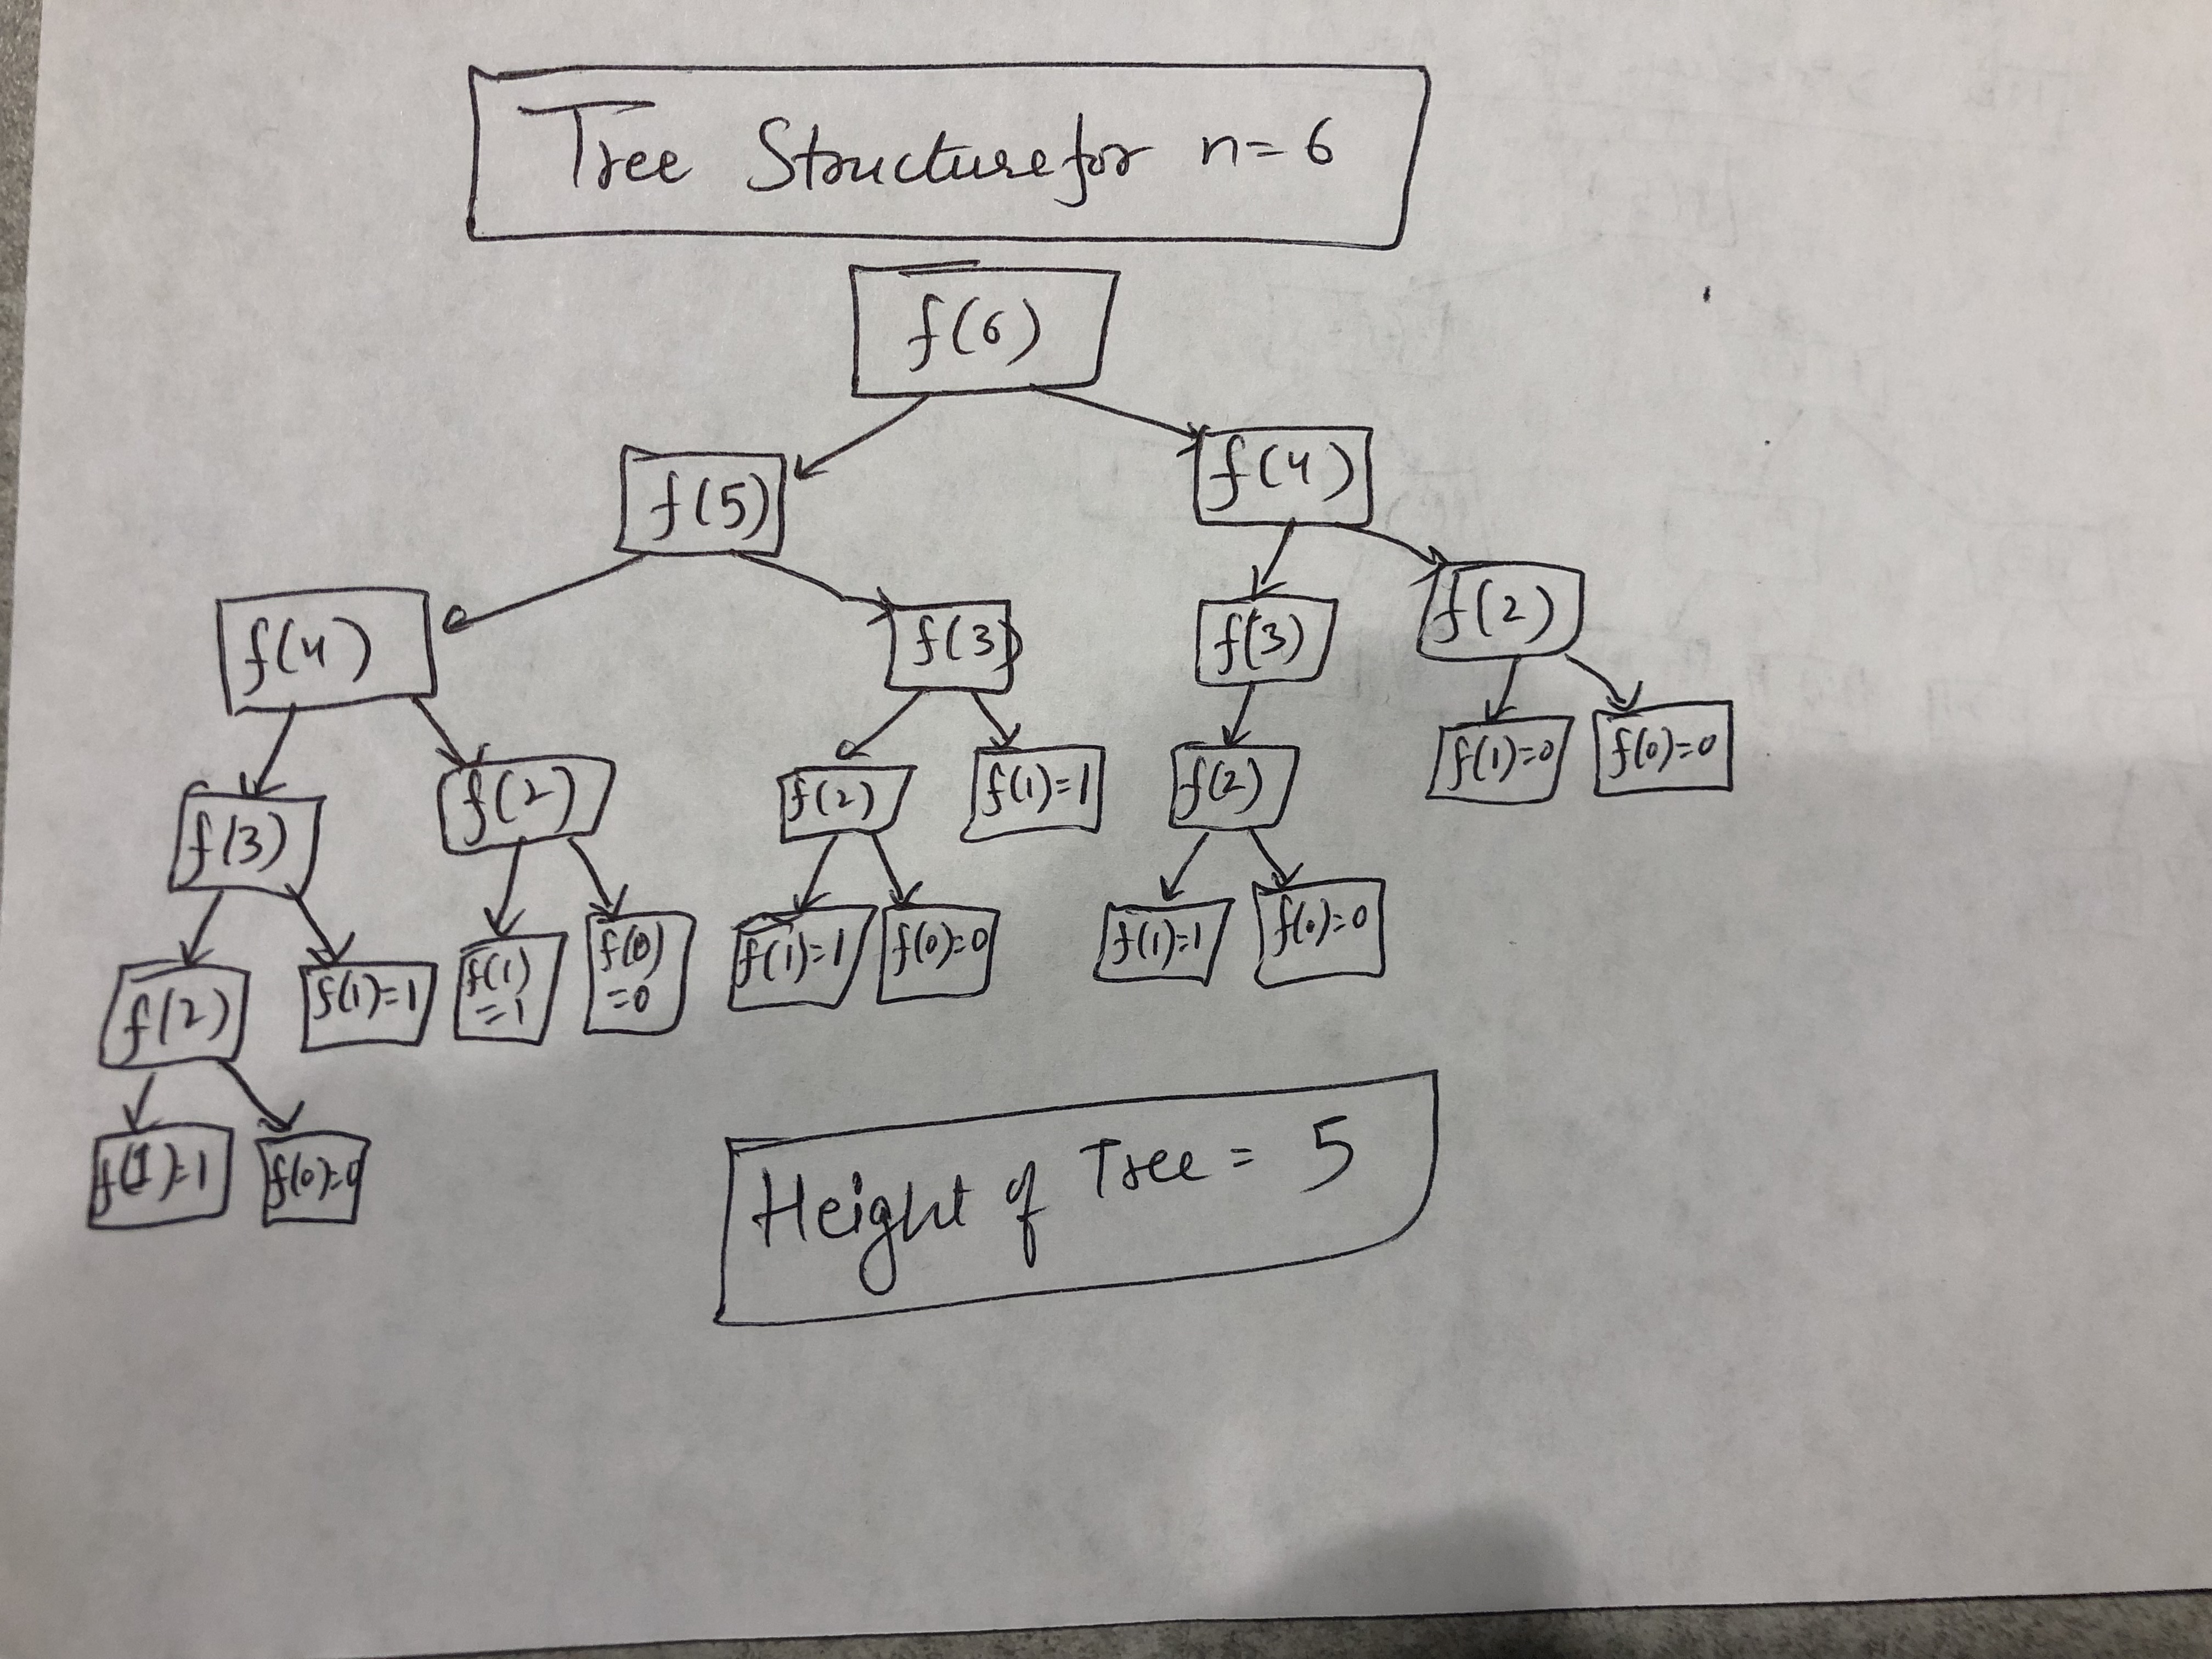 Tree Structure for n=6
f(6)
f(5) f(4)
f(4) f(3) f(3) f(2)
f(3) f(2) f(2) f(1)=1 f(2) f(1)=0 f(0)=0
f(2) f(1)=1 f(1)=1 f(0)=0 f(1)=1 f(0)=0 f(1)=1 f(0)=0
f(1)=1 f(0)=0
Height of Tree = 5